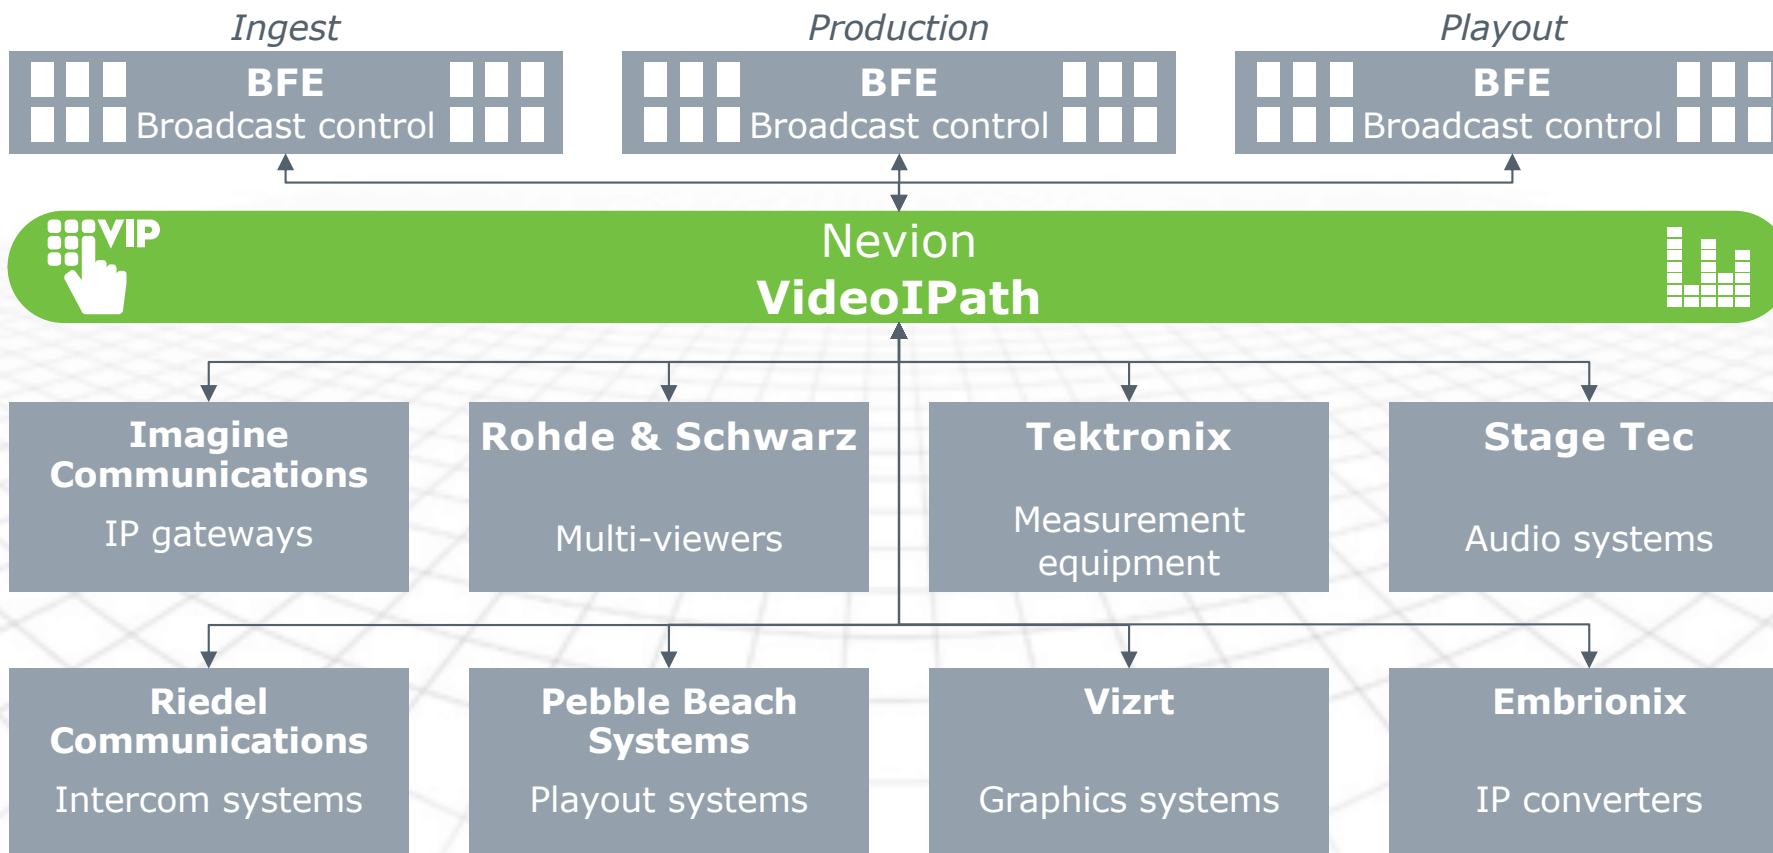 Ingest
Production
Playout
BFE
Broadcast control
BFE
Broadcast control
BFE
Broadcast control
VIP
Nevion
VideoIPath
Imagine
Communications
IP gateways
Rohde & Schwarz
Multi-viewers
Tektronix
Measurement
equipment
Stage Tec
Audio systems
Riedel
Communications
Intercom systems
Pebble Beach
Systems
Playout systems
Vizrt
Graphics systems
Embrionix
IP converters